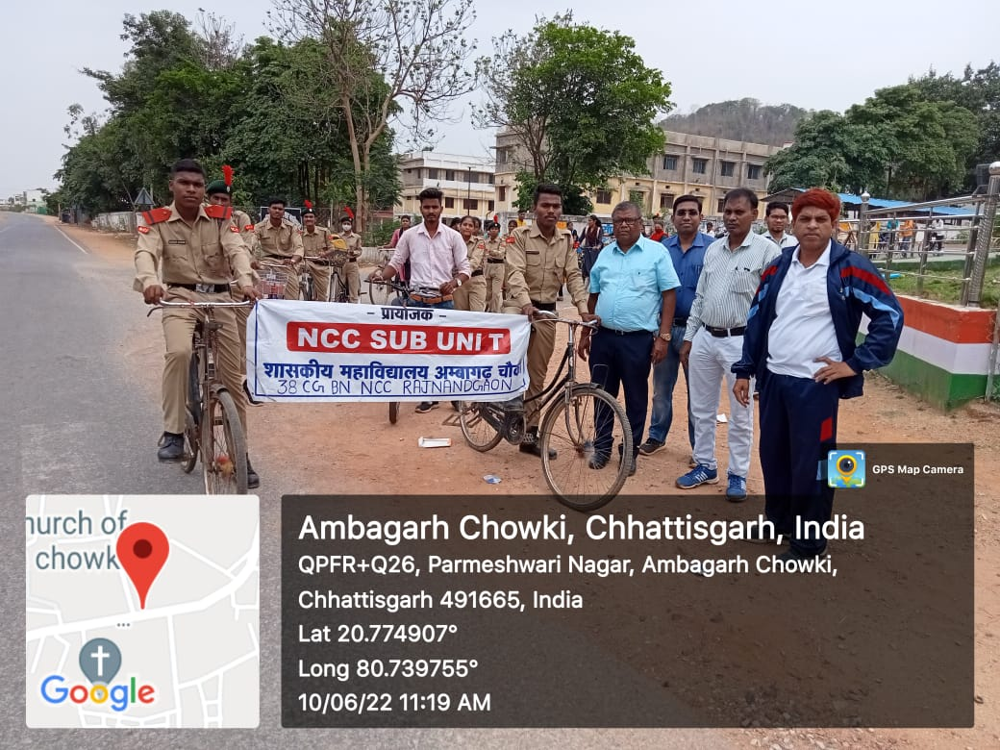 - प्रायोजक -
NCC SUB UNIT
शासकीय महाविद्यालय अम्बागढ़ चौकी
38 CG BN NCC RAJNANDGAON
GPS Map Camera
hurch of
chowk
Google
Ambagarh Chowki, Chhattisgarh, India
QPFR+Q26, Parmeshwari Nagar, Ambagarh Chowki,
Chhattisgarh 491665, India
Lat 20.774907°
Long 80.739755°
10/06/22 11:19 AM